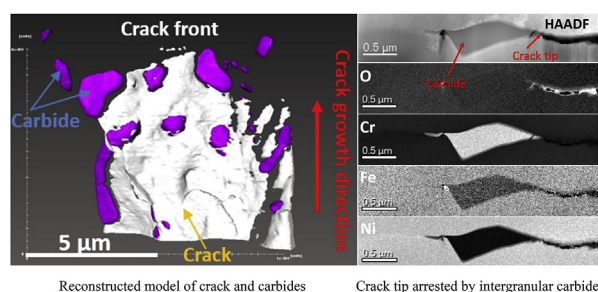 Crack front
Carbide
Crack growth direction
Crack
5 μm
HAADF
0.5 μm
Carbide
Crack tip
O
0.5 μm
Cr
0.5 μm
Fe
0.5 μm
Ni
0.5 μm
Reconstructed model of crack and carbides
Crack tip arrested by intergranular carbide